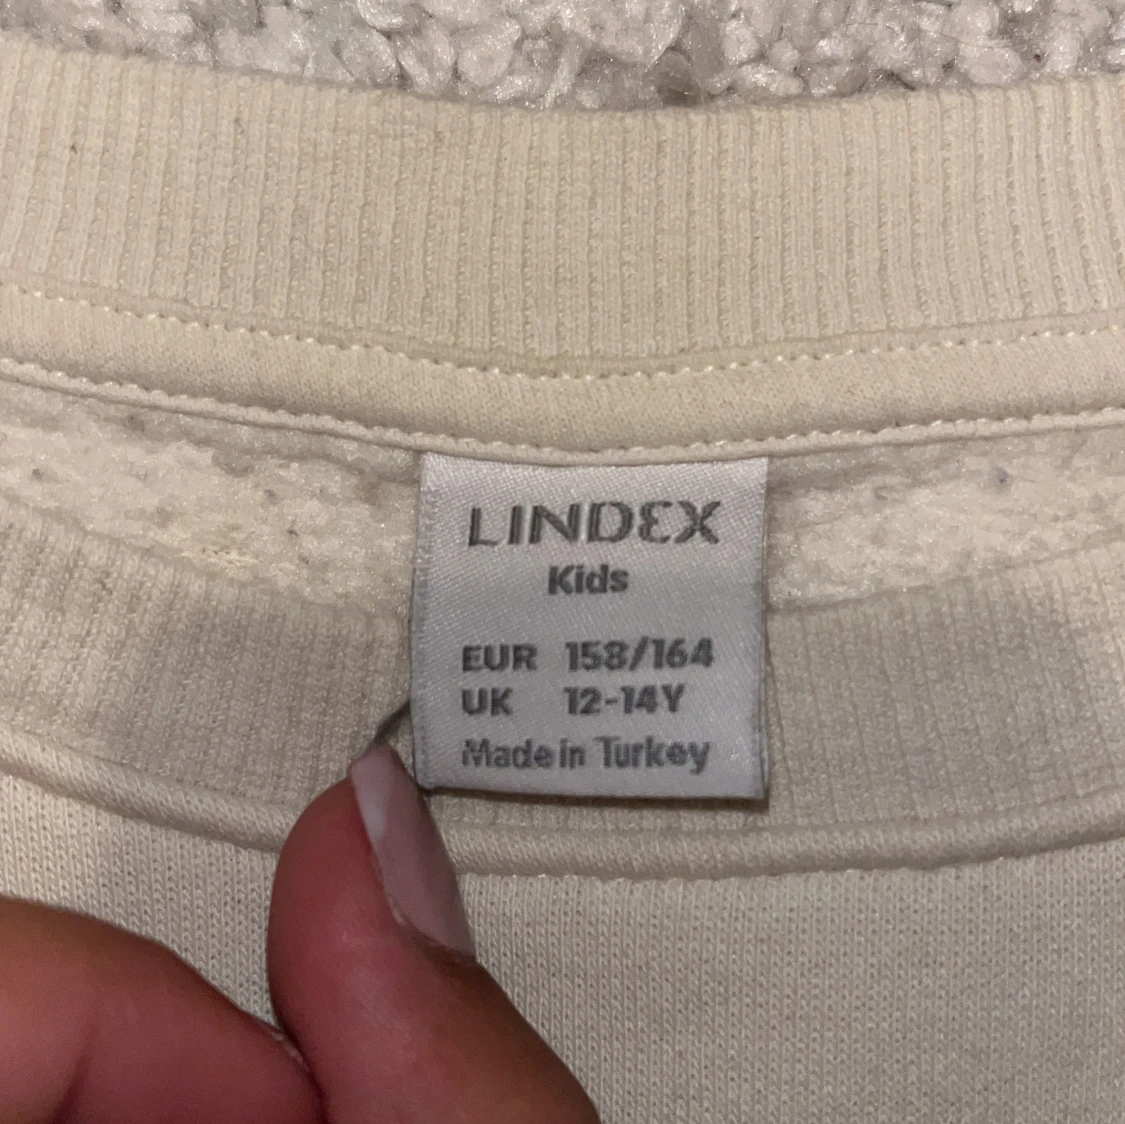 LINDEX
Kids
EUR 158/164
UK 12-14Y
Made in Turkey